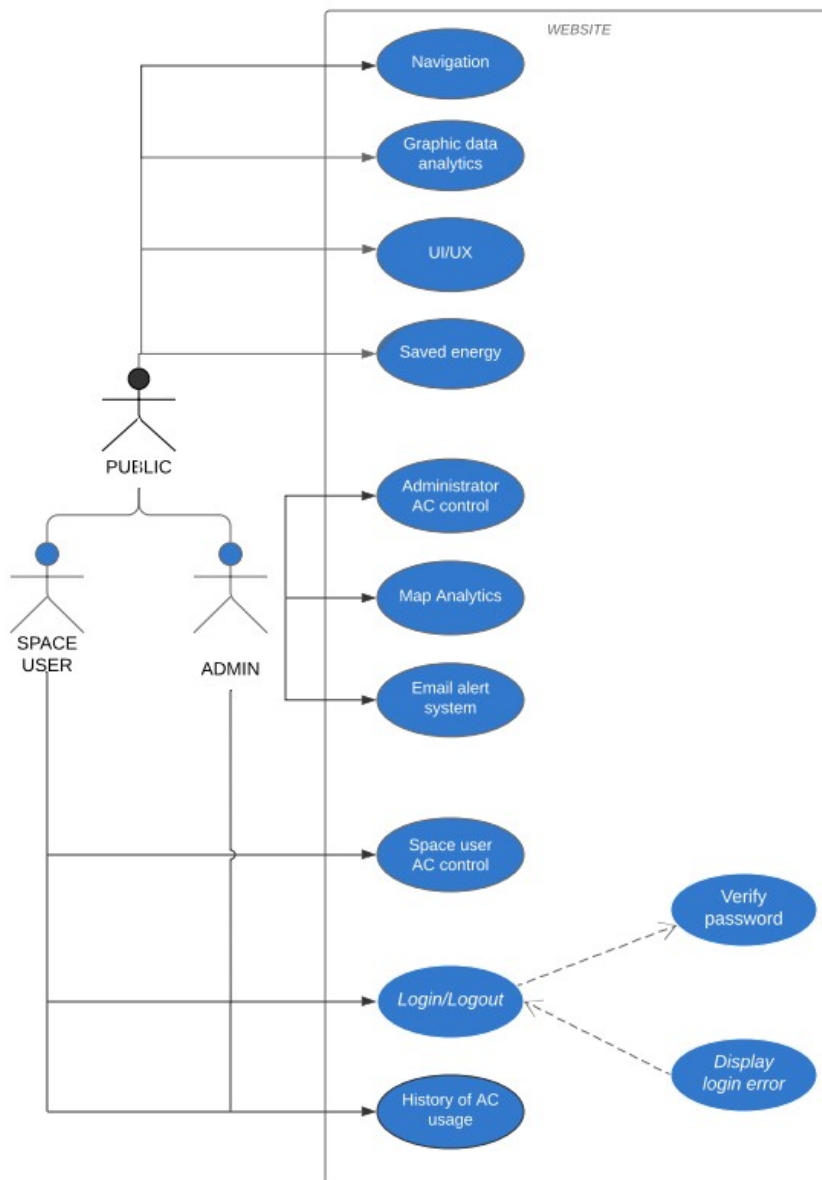 WEBSITE
Navigation
Graphic data
analytics
UI/UX
Saved energy
PUBLIC
Administrator
AC control
Map Analytics
SPACE
USER
ADMIN
Email alert
system
Space user
AC control
Verify
password
Login/Logout
Display
login error
History of AC
usage